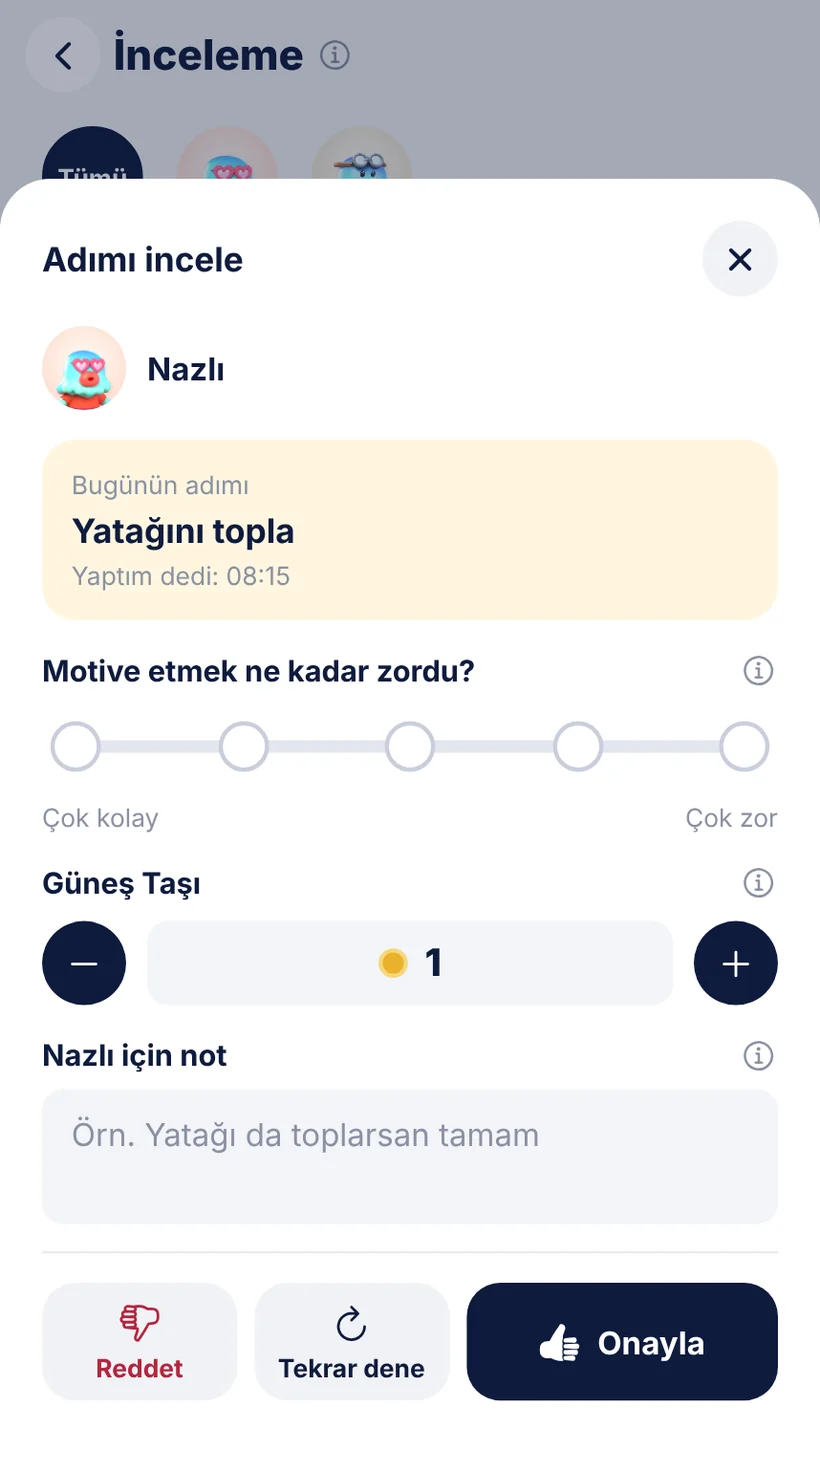 İnceleme
Tümü
Adımı incele
Nazlı
Bugünün adımı
Yatağını topla
Yaptım dedi: 08:15
Motive etmek ne kadar zordu?
Çok kolay
Çok zor
Güneş Taşı
1
Nazlı için not
Örn. Yatağı da toplarsan tamam
Reddet
Tekrar dene
Onayla